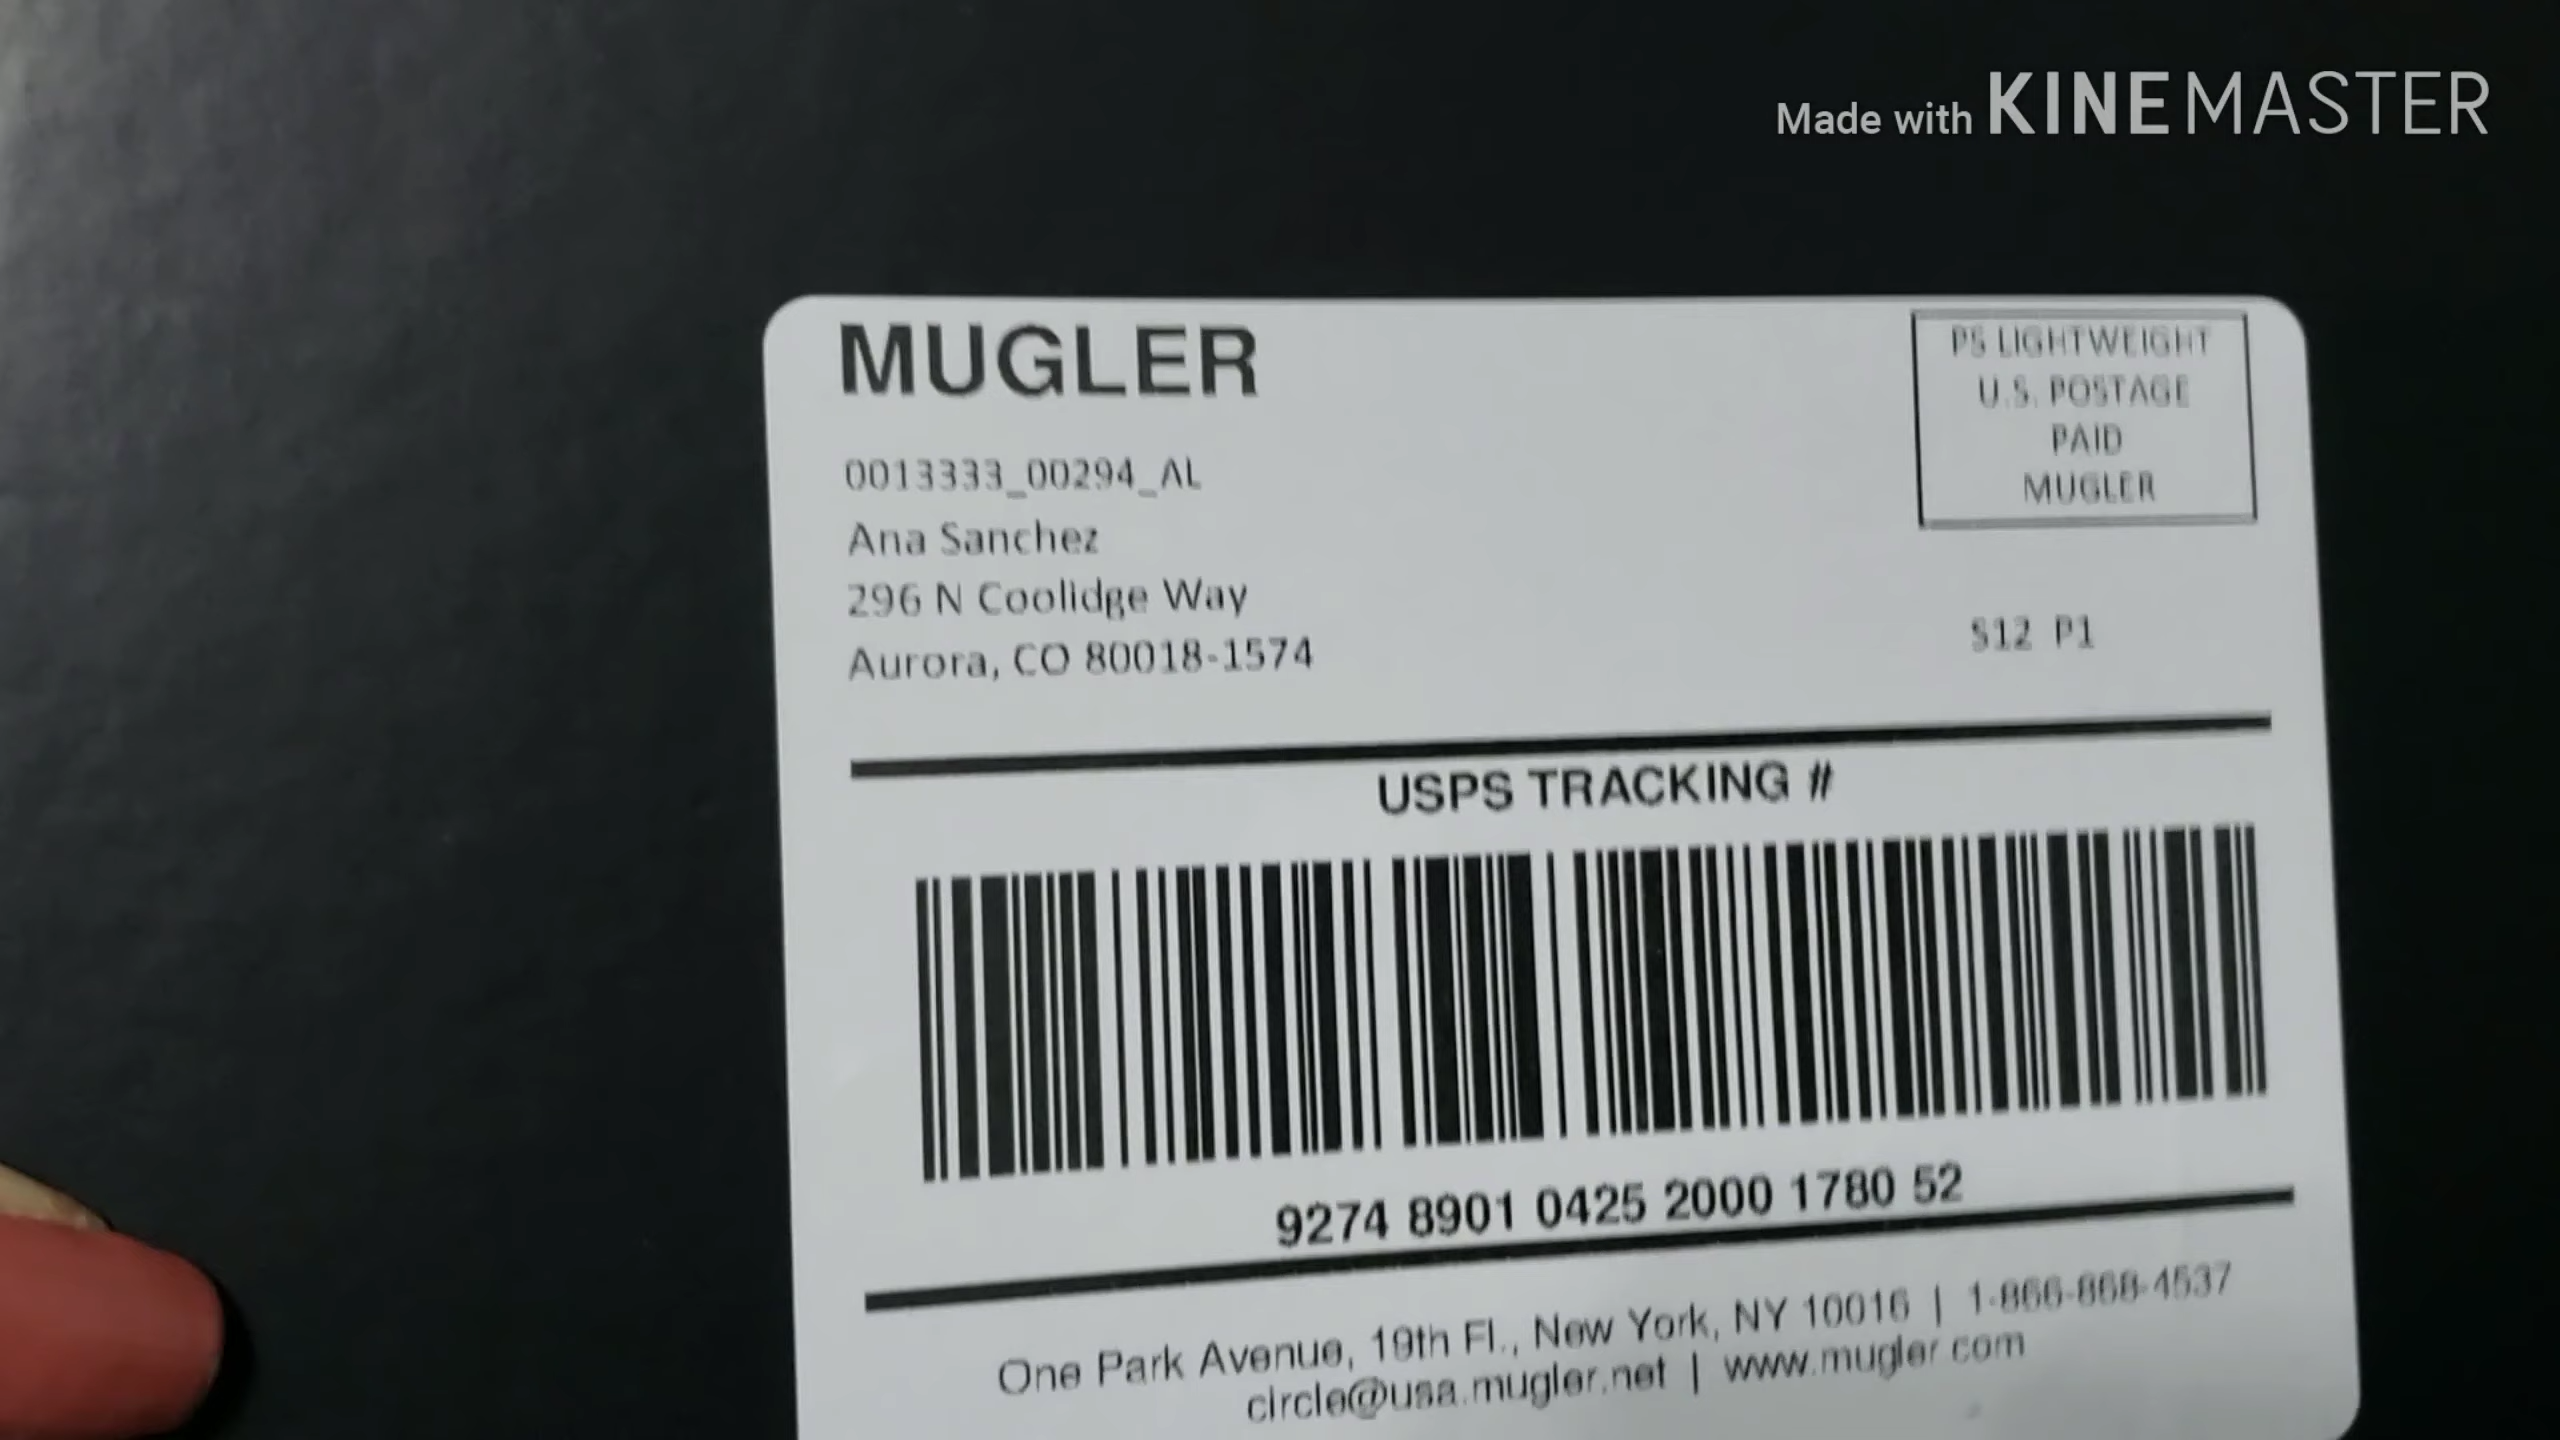 Made with KINEMASTER
MUGLER
PS LIGHTWEIGHT
U.S. POSTAGE
PAID
MUGLER
0013333_00294_AL
Ana Sanchez
296 N Coolidge Way
Aurora, CO 80018-1574
S12 P1
USPS TRACKING #
9274 8901 0425 2000 1780 52
One Park Avenue, 19th Fl., New York, NY 10016 | 1-866-868-4537
circle@usa.mugler.net | www.mugler.com